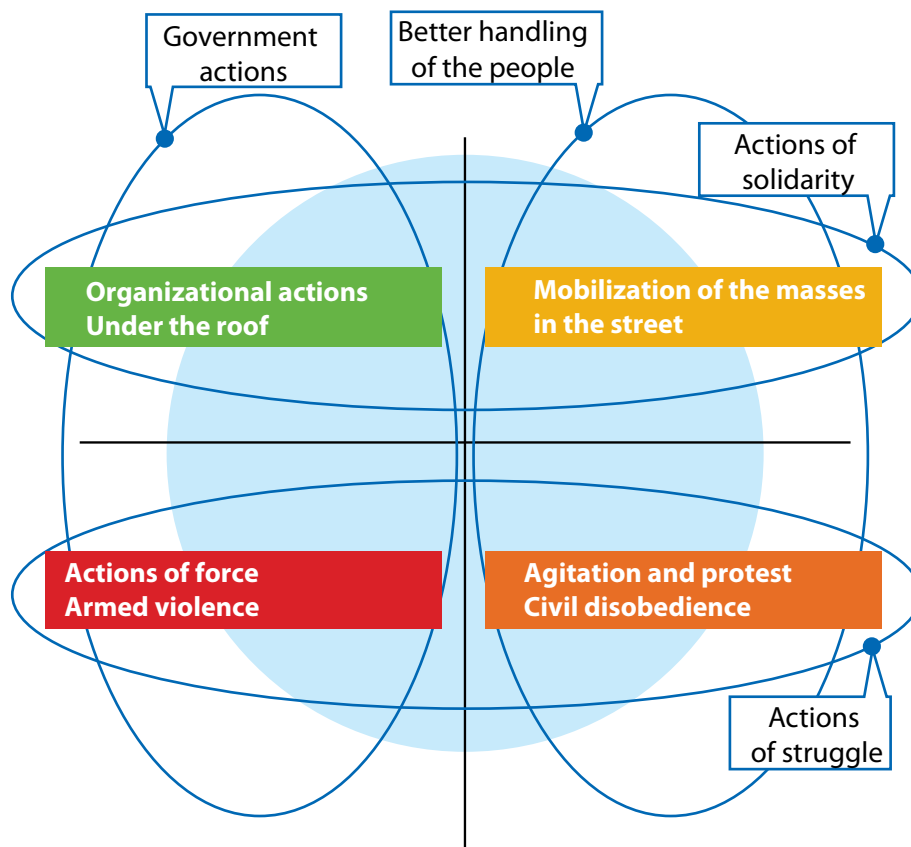 Government
actions
Better handling
of the people
Actions of
solidarity
Organizational actions
Under the roof
Mobilization of the masses
in the street
Actions of force
Armed violence
Agitation and protest
Civil disobedience
Actions
of struggle